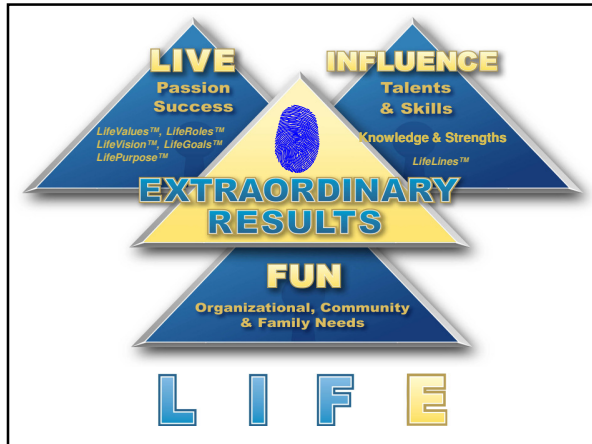 LIVE
Passion
Success
LifeValues™, LifeRoles™
LifeVision™, LifeGoals™
LifePurpose™
INFLUENCE
Talents
& Skills
Knowledge & Strengths
LifeLines™
EXTRAORDINARY
RESULTS
FUN
Organizational, Community
& Family Needs
L I F E